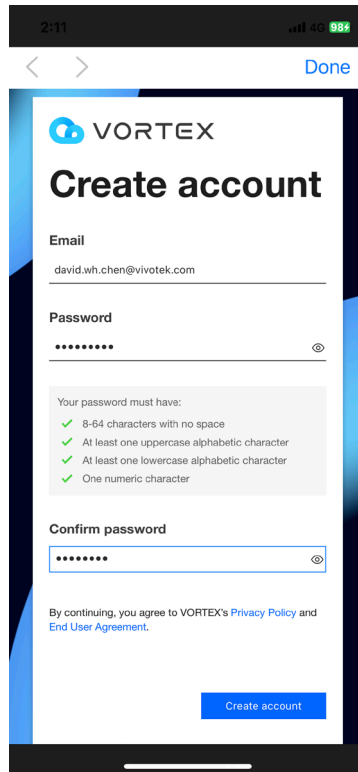 2:11 4G 98
Done
VORTEX
Create account
Email
david.wh.chen@vivotek.com
Password
•••••••••
Your password must have:
8-64 characters with no space
At least one uppercase alphabetic character
At least one lowercase alphabetic character
One numeric character
Confirm password
••••••••
By continuing, you agree to VORTEX's Privacy Policy and
End User Agreement.
Create account